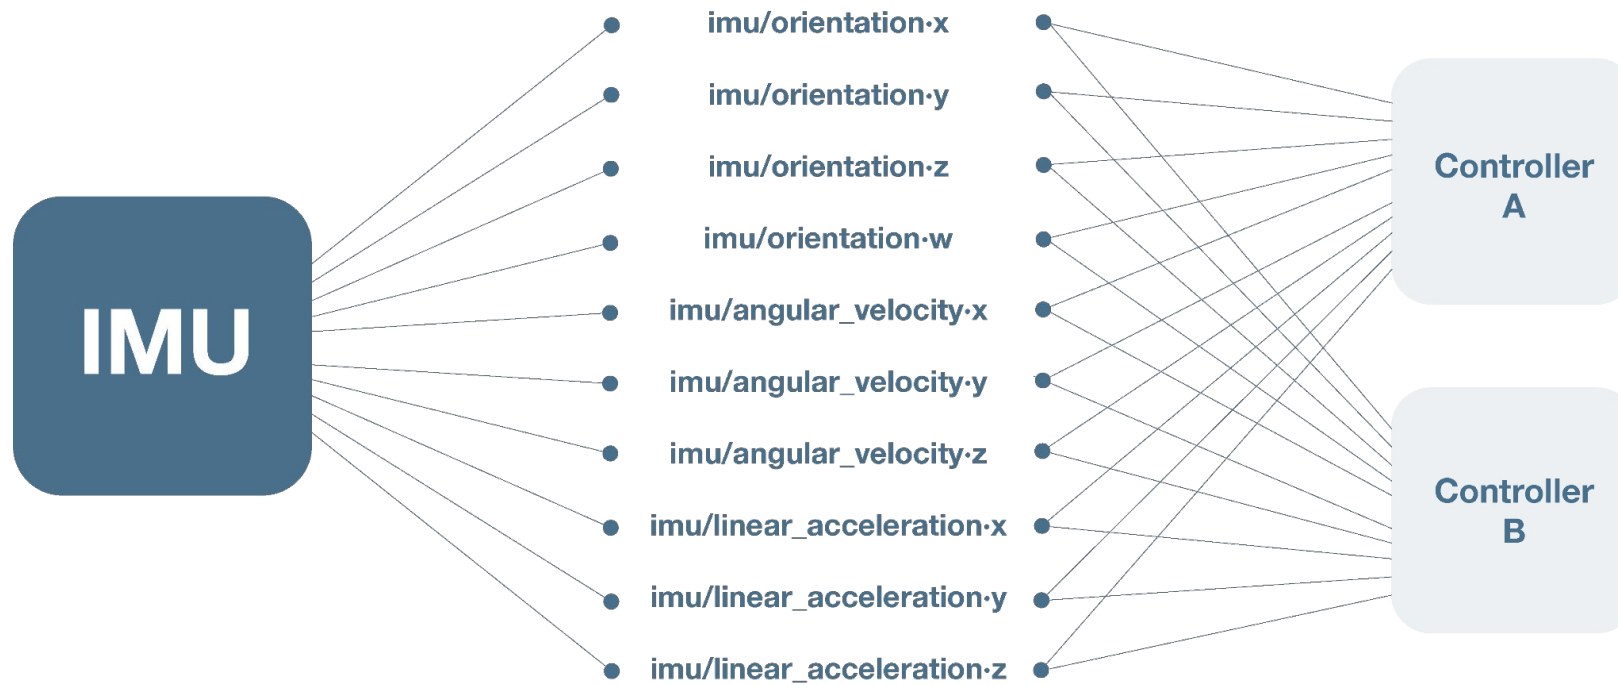 imu/orientation·x
imu/orientation·y
imu/orientation·z
imu/orientation·w
imu/angular_velocity·x
imu/angular_velocity·y
imu/angular_velocity·z
imu/linear_acceleration·x
imu/linear_acceleration·y
imu/linear_acceleration·z
IMU
Controller
A
Controller
B